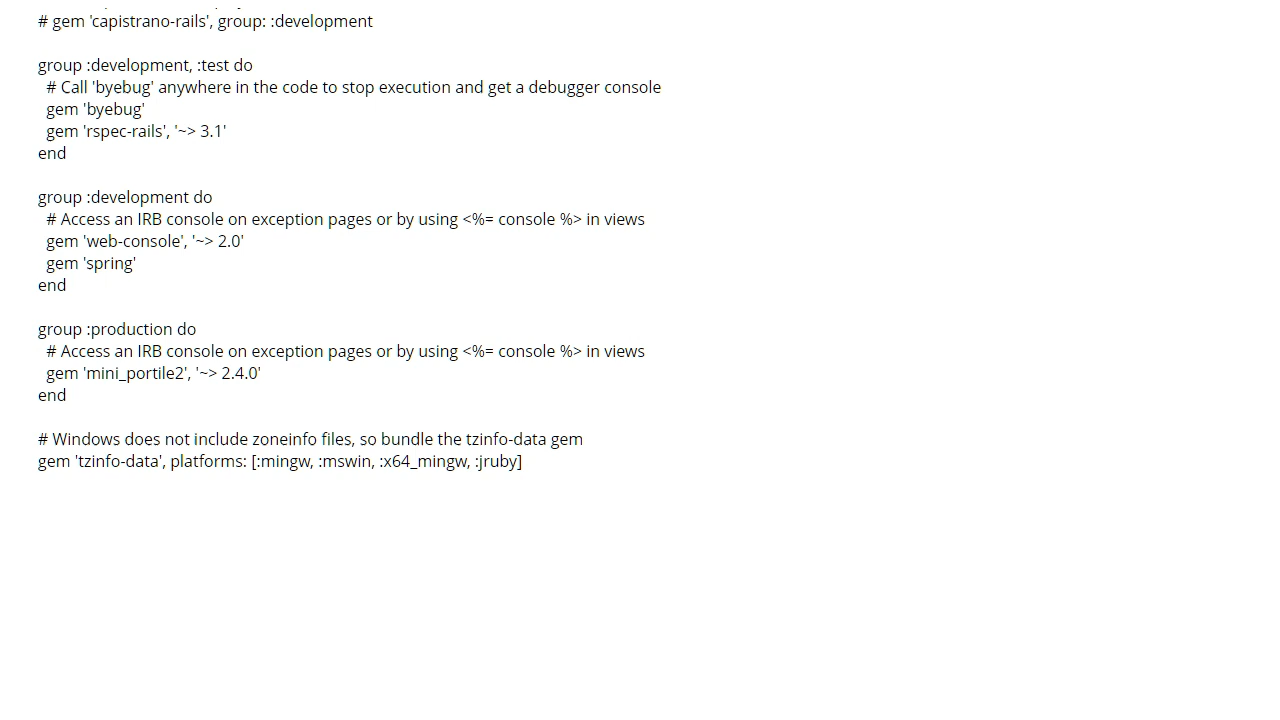 # gem 'capistrano-rails', group: :development
group :development, :test do
# Call 'byebug' anywhere in the code to stop execution and get a debugger console
gem 'byebug'
gem 'rspec-rails', '~> 3.1'
end
group :development do
# Access an IRB console on exception pages or by using <%= console %> in views
gem 'web-console', '~> 2.0'
gem 'spring'
end
group :production do
# Access an IRB console on exception pages or by using <%= console %> in views
gem 'mini_portile2', '~> 2.4.0'
end
# Windows does not include zoneinfo files, so bundle the tzinfo-data gem
gem 'tzinfo-data', platforms: [:mingw, :mswin, :x64_mingw, :jruby]